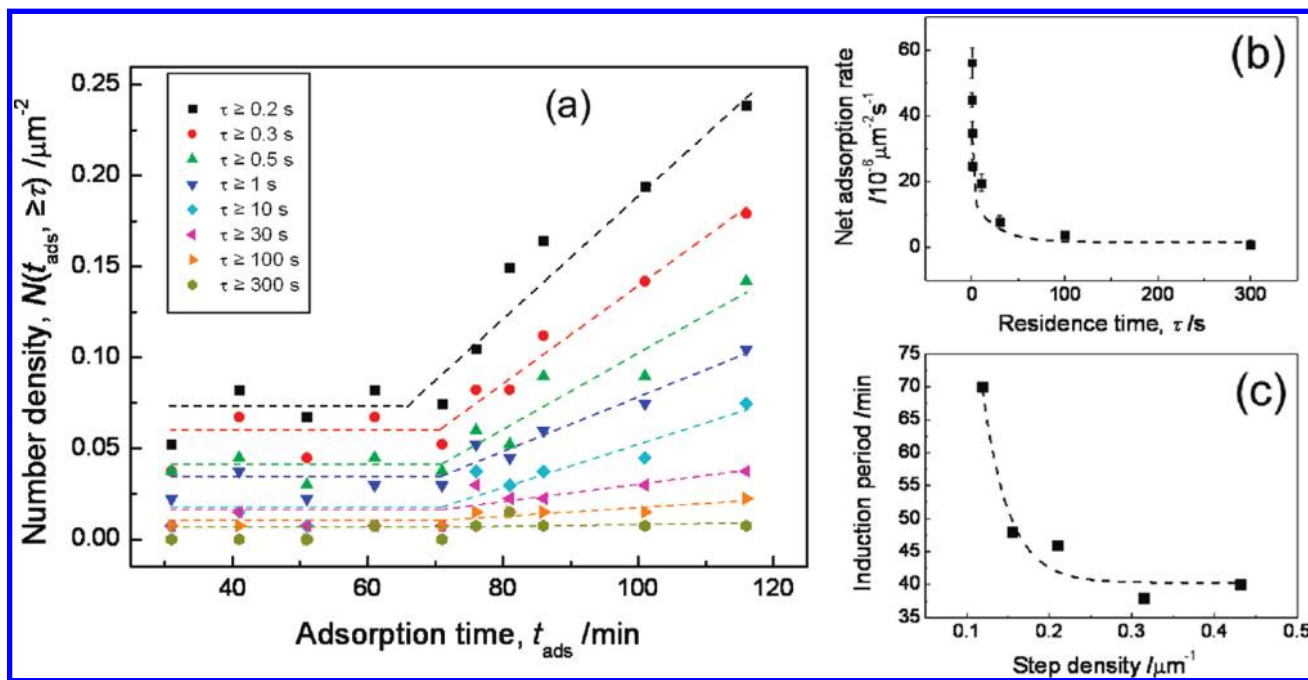 (a)
τ ≥ 0.2 s
τ ≥ 0.3 s
τ ≥ 0.5 s
τ ≥ 1 s
τ ≥ 10 s
τ ≥ 30 s
τ ≥ 100 s
τ ≥ 300 s
Number density, N(t_ads, ≥τ) /μm⁻²
0.25
0.20
0.15
0.10
0.05
0.00
40 60 80 100 120
Adsorption time, t_ads /min
(b)
Net adsorption rate
/10⁻⁶ μm⁻²s⁻¹
60
40
20
0
0 100 200 300
Residence time, τ /s
(c)
Induction period /min
75
70
65
60
55
50
45
40
35
0.1 0.2 0.3 0.4 0.5
Step density /μm⁻¹